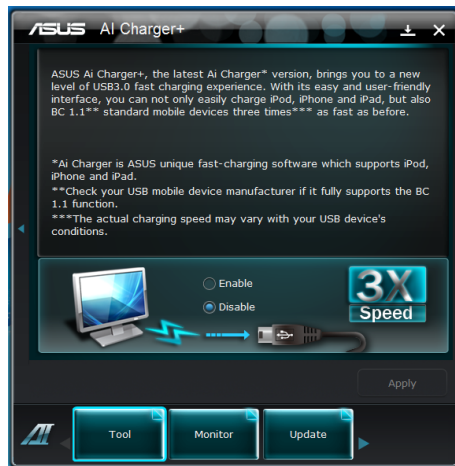 ASUS AI Charger+
ASUS Ai Charger+, the latest Ai Charger* version, brings you to a new
level of USB3.0 fast charging experience. With its easy and user-friendly
interface, you can not only easily charge iPod, iPhone and iPad, but also
BC 1.1** standard mobile devices three times*** as fast as before.
*Ai Charger is ASUS unique fast-charging software which supports iPod,
iPhone and iPad.
**Check your USB mobile device manufacturer if it fully supports the BC
1.1 function.
***The actual charging speed may vary with your USB device's
conditions.
Enable
Disable
3X
Speed
Apply
AI
Tool
Monitor
Update